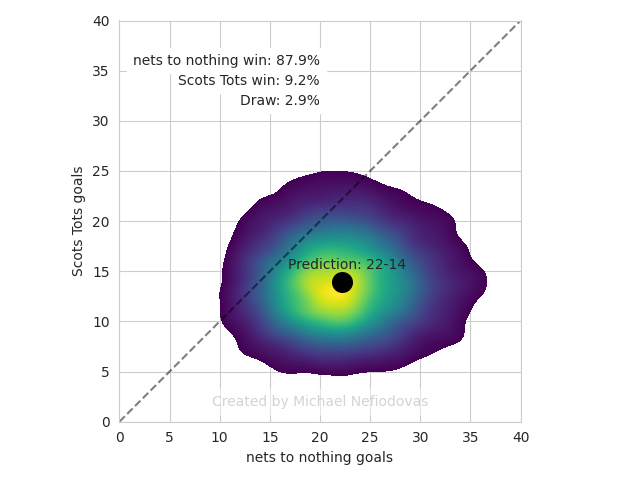 40
35
30
25
20
15
10
5
0
Scots Tots goals
nets to nothing win: 87.9%
Scots Tots win: 9.2%
Draw: 2.9%
Prediction: 22-14
Created by Michael Nefiodovas
0 5 10 15 20 25 30 35 40
nets to nothing goals